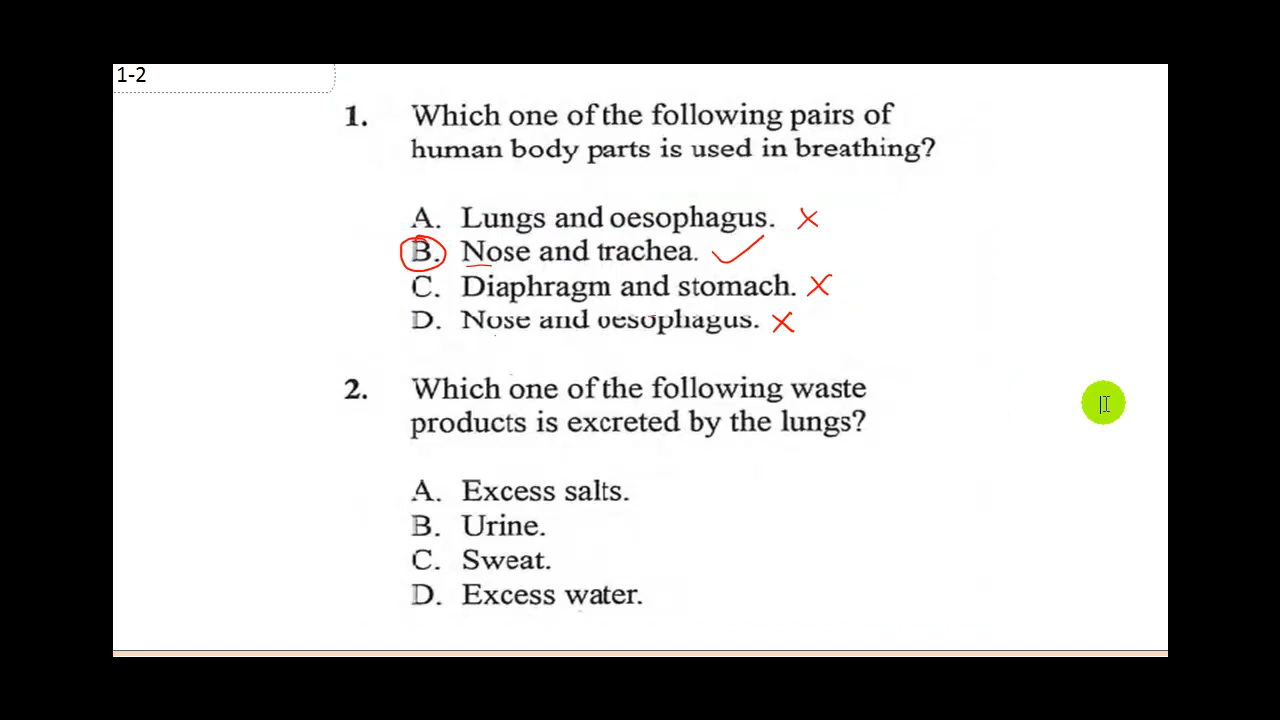 1-2
1. Which one of the following pairs of
human body parts is used in breathing?
A. Lungs and oesophagus.
B. Nose and trachea.
C. Diaphragm and stomach.
D. Nose and oesophagus.
2. Which one of the following waste
products is excreted by the lungs?
A. Excess salts.
B. Urine.
C. Sweat.
D. Excess water.